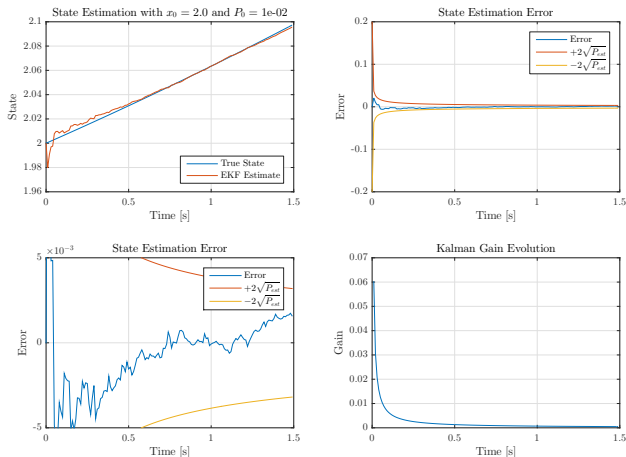 State Estimation with x₀ = 2.0 and P₀ = 1e-02
2.1
2.08
2.06
2.04
2.02
2
1.98
1.96
State
0
0.5
1
1.5
Time [s]
True State
EKF Estimate
State Estimation Error
0.2
0.1
0
-0.1
-0.2
Error
0
0.5
1
1.5
Time [s]
Error
+2√P_est
−2√P_est
State Estimation Error
×10⁻³
5
0
-5
Error
0
0.5
1
1.5
Time [s]
Error
+2√P_est
−2√P_est
Kalman Gain Evolution
0.07
0.06
0.05
0.04
0.03
0.02
0.01
0
Gain
0
0.5
1
1.5
Time [s]